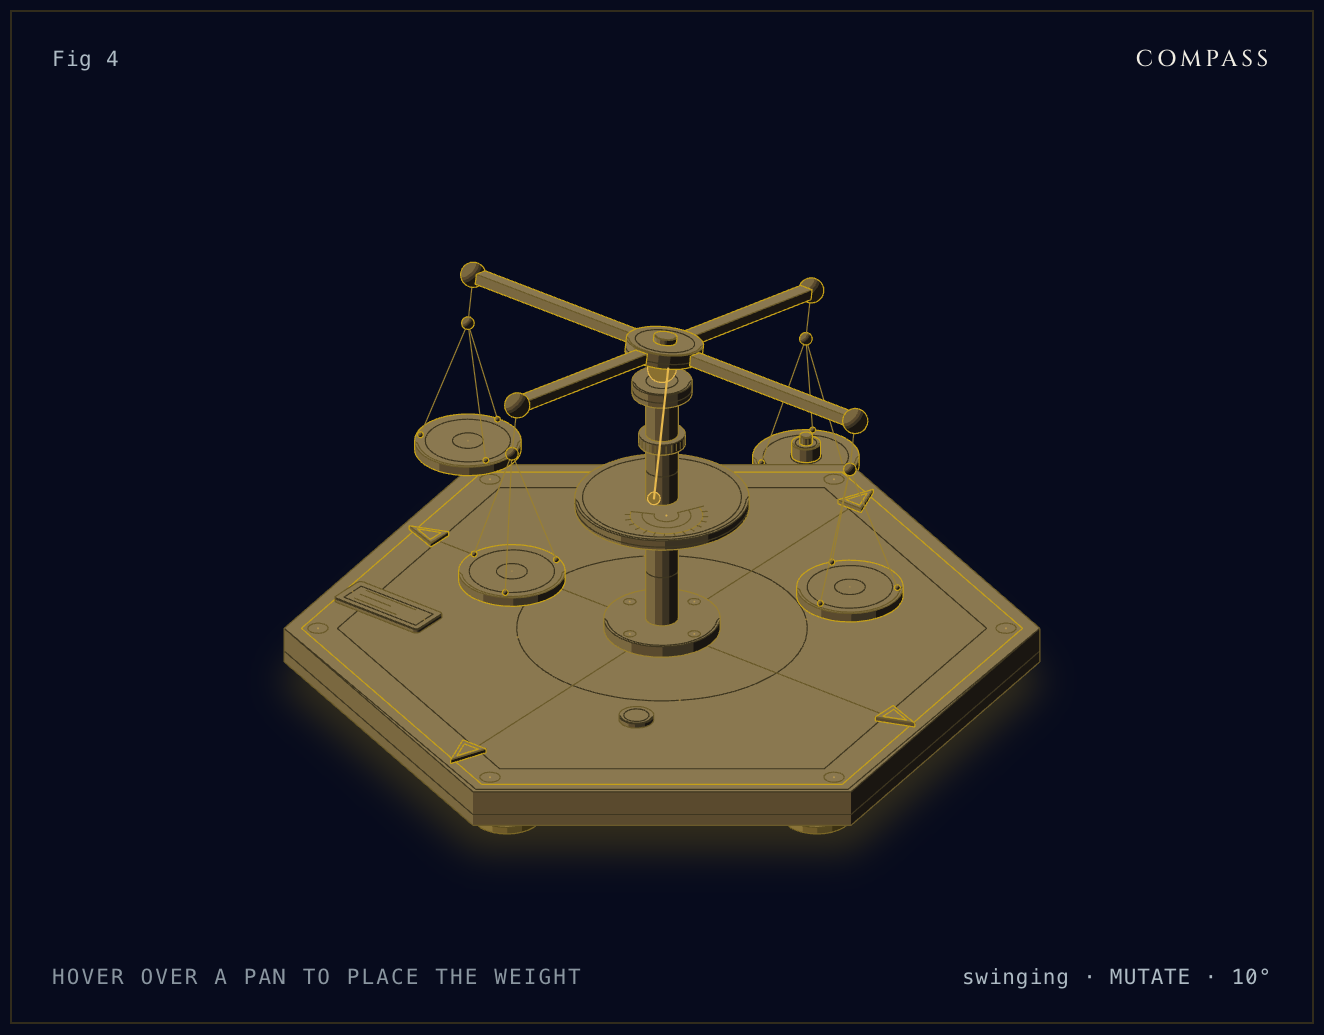 Fig 4
COMPASS
HOVER OVER A PAN TO PLACE THE WEIGHT
swinging · MUTATE · 10°